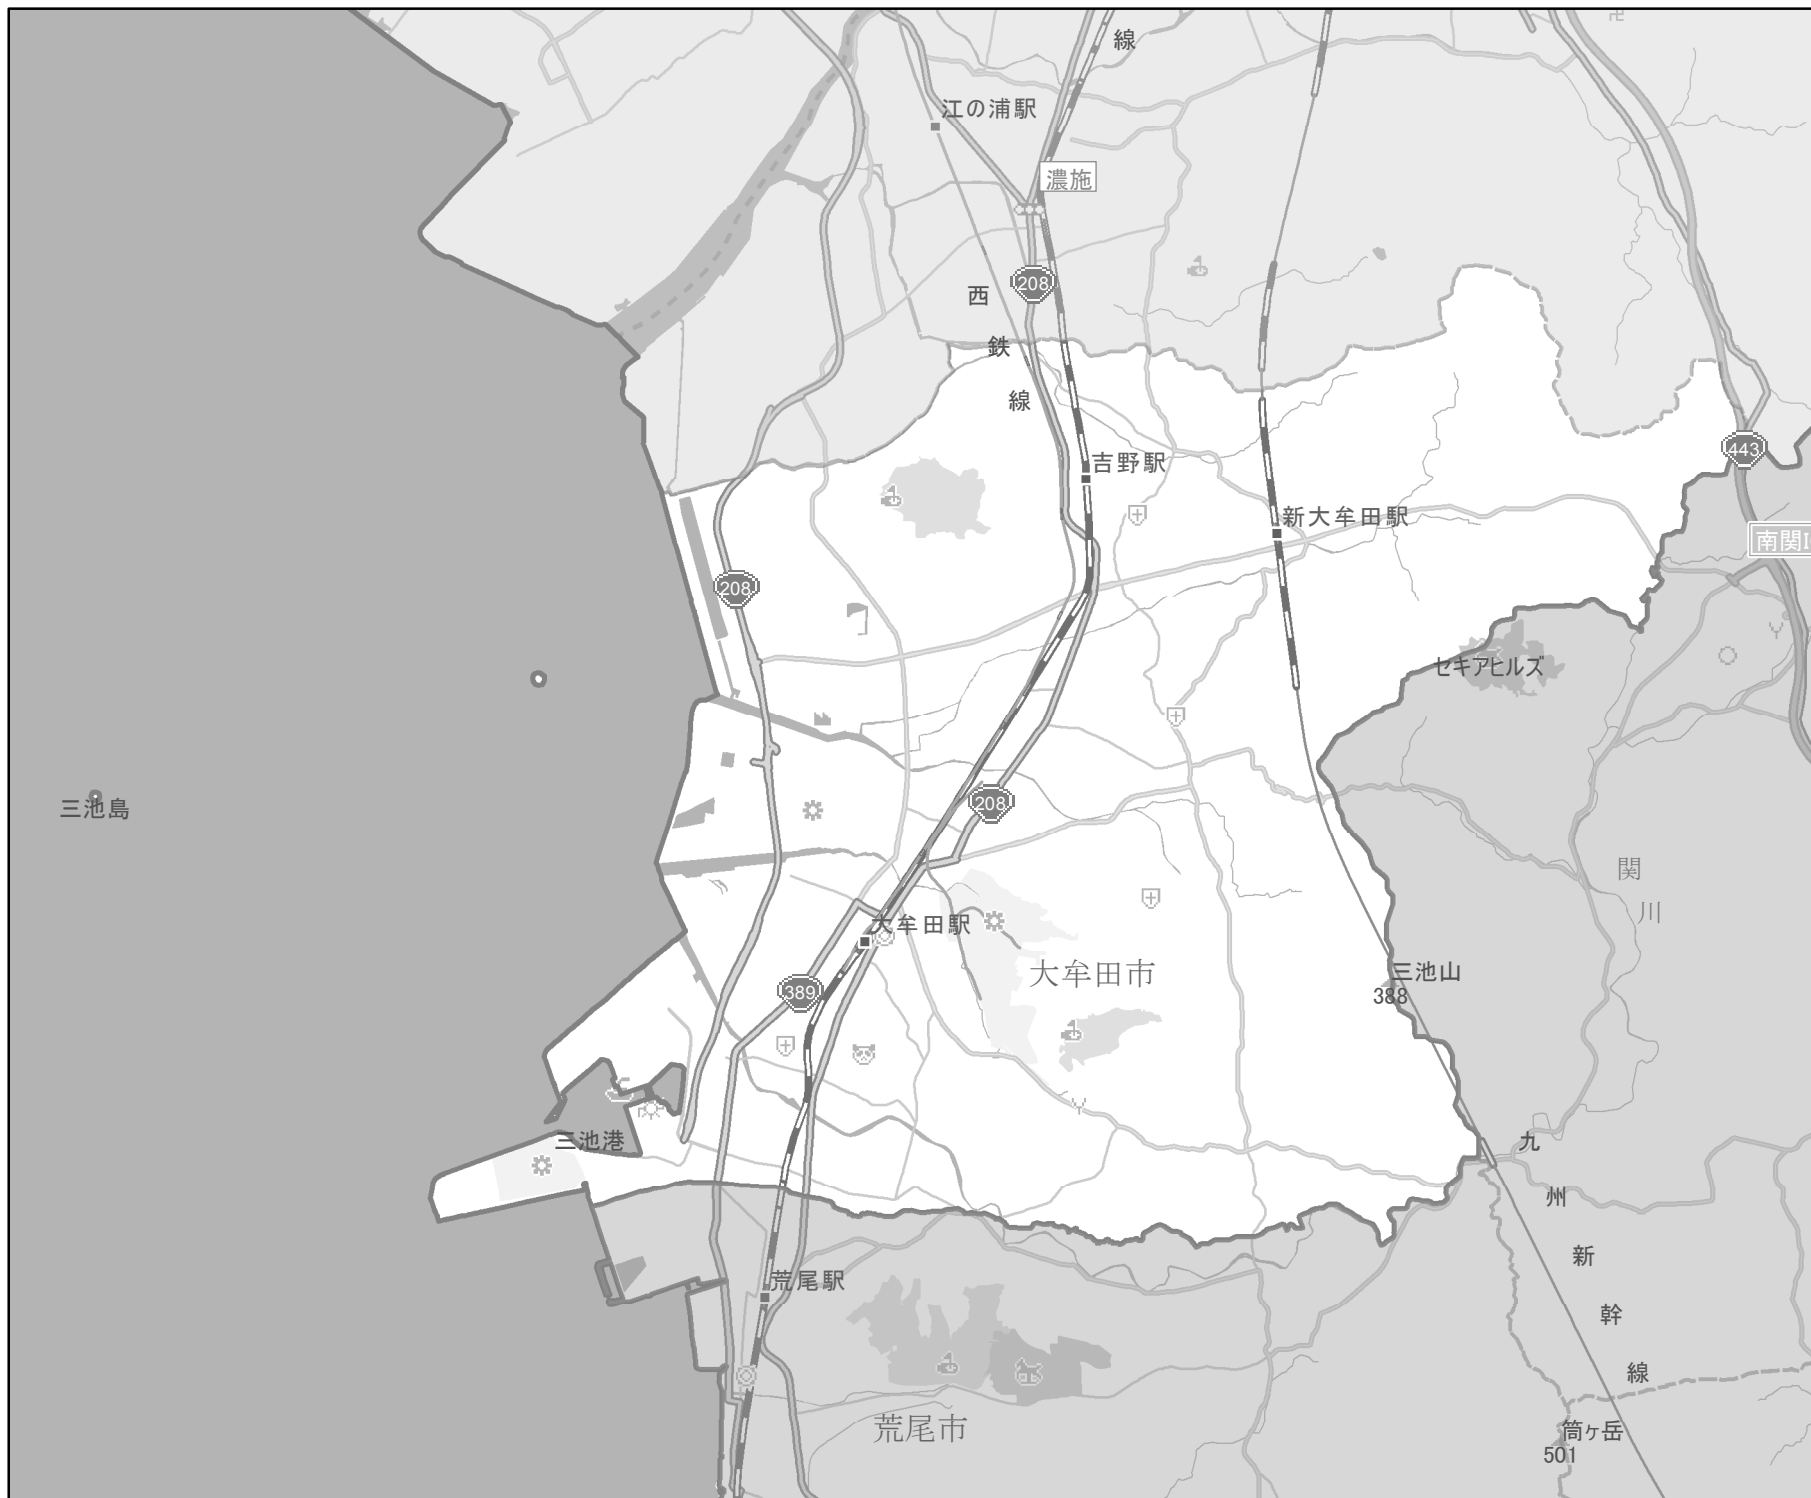 線
江の浦駅
濃施
208
西鉄線
吉野駅
443
新大牟田駅
南関I
208
セキアヒルズ
三池島
208
関川
大牟田駅
大牟田市
三池山
388
389
三池港
九州新幹線
荒尾駅
荒尾市
筒ヶ岳
501